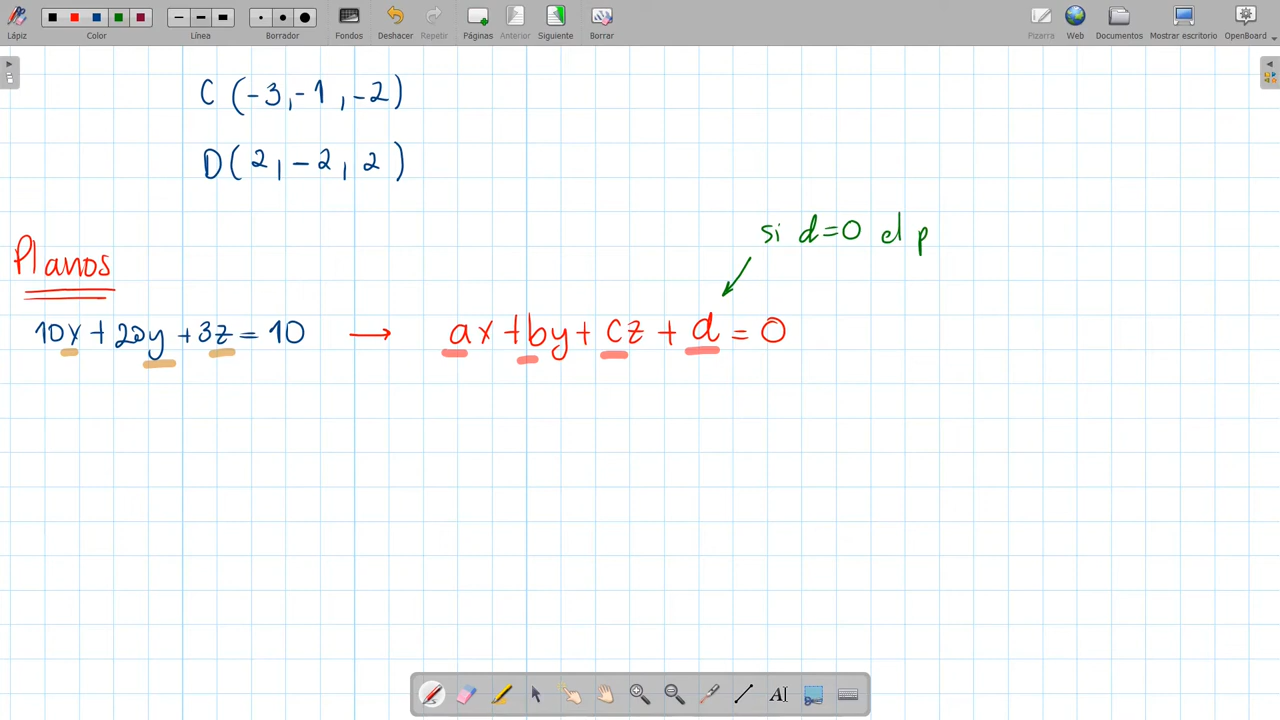 Lápiz Color Línea Borrador Fondos Deshacer Repetir Páginas Anterior Siguiente Borrar Pizarra Web Documentos Mostrar escritorio OpenBoard
C (-3,-1,-2)
D(2,-2,2)
si d=0 el p
Planos
10x+20y+3z=10 → ax+by+cz+d=0